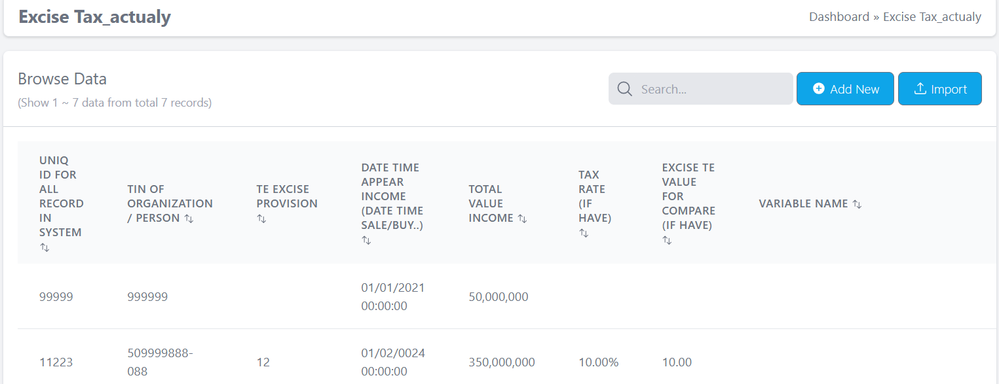 Excise Tax_actualy
Dashboard » Excise Tax_actualy
Browse Data
(Show 1 ~ 7 data from total 7 records)
Search...
Add New
Import
UNIQ
ID FOR
ALL
RECORD
IN
SYSTEM
TIN OF
ORGANIZATION
/ PERSON
TE EXCISE
PROVISION
DATE TIME
APPEAR
INCOME
(DATE TIME
SALE/BUY..)
TOTAL
VALUE
INCOME
TAX
RATE
(IF
HAVE)
EXCISE TE
VALUE
FOR
COMPARE
(IF HAVE)
VARIABLE NAME
99999
999999
01/01/2021
00:00:00
50,000,000
11223
509999888-
088
12
01/02/0024
00:00:00
350,000,000
10.00%
10.00